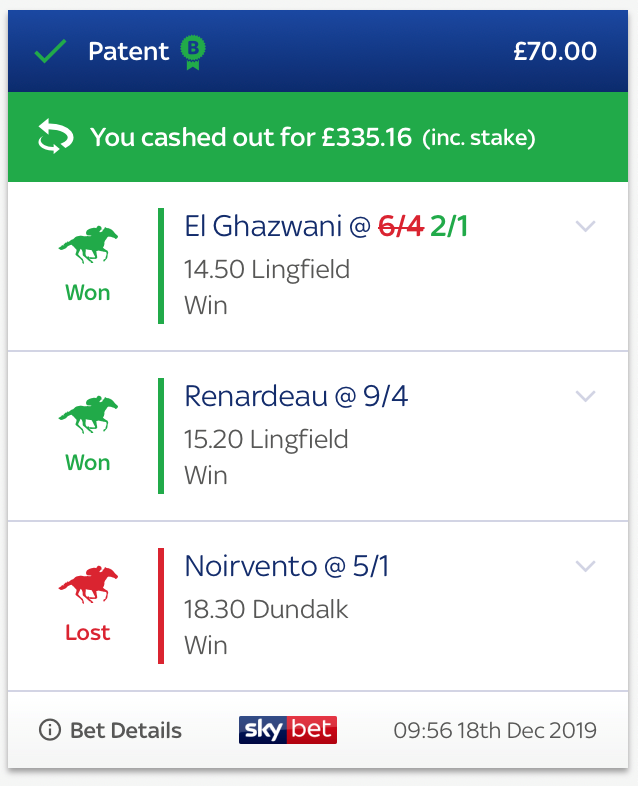 Patent B £70.00
You cashed out for £335.16 (inc. stake)
El Ghazwani @ 6/4 2/1
14.50 Lingfield
Won
Win
Renardeau @ 9/4
15.20 Lingfield
Won
Win
Noirvento @ 5/1
18.30 Dundalk
Lost
Win
Bet Details sky bet 09:56 18th Dec 2019